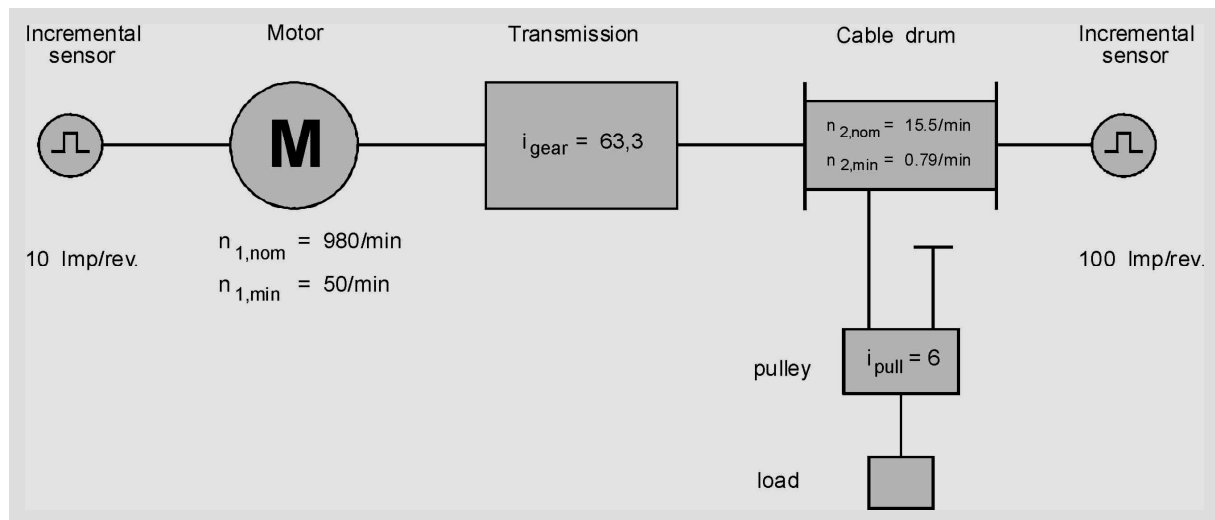 Incremental
sensor
Motor
Transmission
Cable drum
Incremental
sensor
M
i gear = 63,3
n 2,nom = 15.5/min
n 2,min = 0.79/min
10 Imp/rev.
n 1,nom = 980/min
n 1,min = 50/min
100 Imp/rev.
pulley
i pull = 6
load